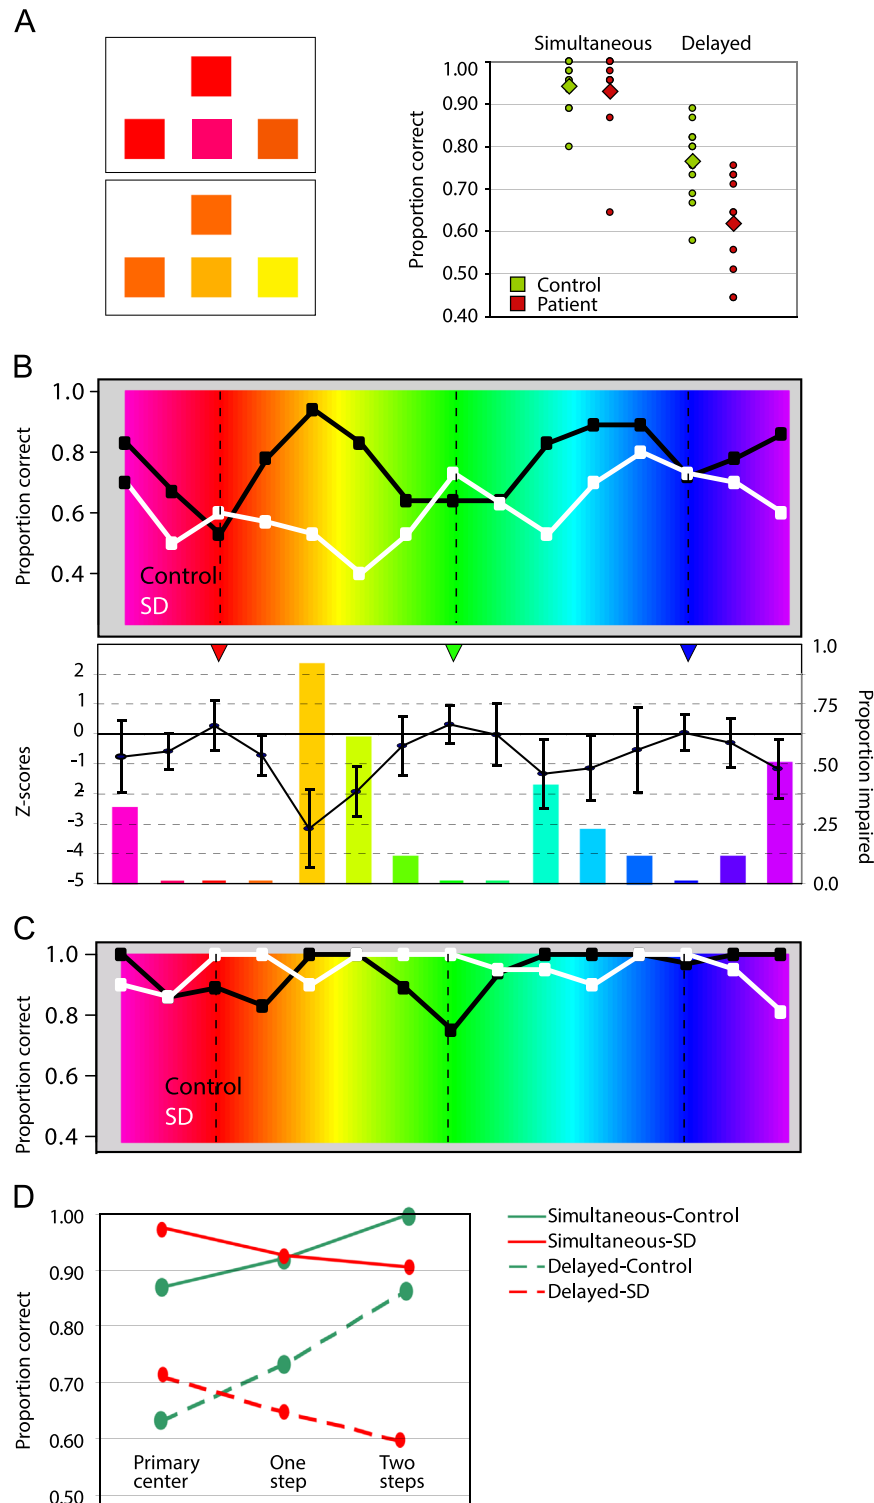 A
Simultaneous Delayed
1.00
0.90
0.80
0.70
0.60
0.50
0.40
Proportion correct
Control
Patient
B
1.0
0.8
0.6
0.4
Proportion correct
Control
SD
2
1
0
-1
2
-3
-4
-5
Z-scores
1.0
.75
.50
.25
0.0
Proportion impaired
C
1.0
0.8
0.6
0.4
Proportion correct
Control
SD
D
1.00
0.90
0.80
0.70
0.60
0.50
Proportion correct
Primary center
One step
Two steps
Simultaneous-Control
Simultaneous-SD
Delayed-Control
Delayed-SD